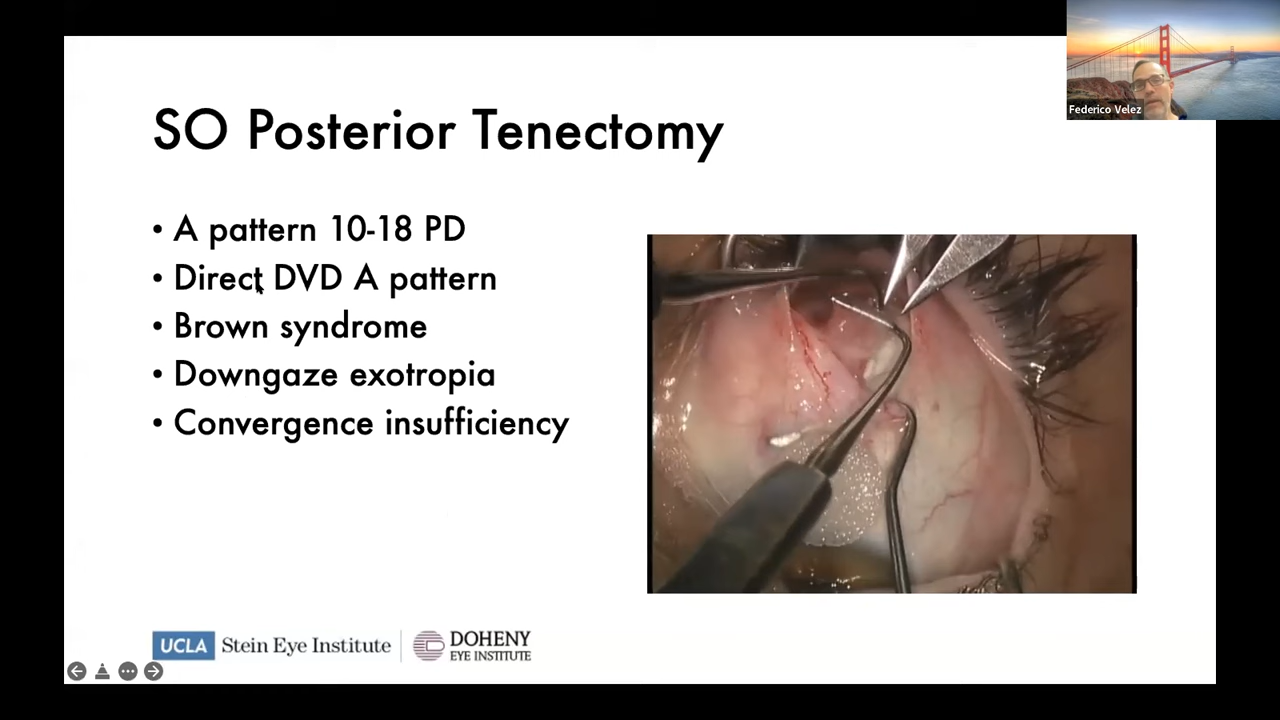 Federico Velez
SO Posterior Tenectomy
• A pattern 10-18 PD
• Direct DVD A pattern
• Brown syndrome
• Downgaze exotropia
• Convergence insufficiency
UCLA Stein Eye Institute
DOHENY
EYE INSTITUTE